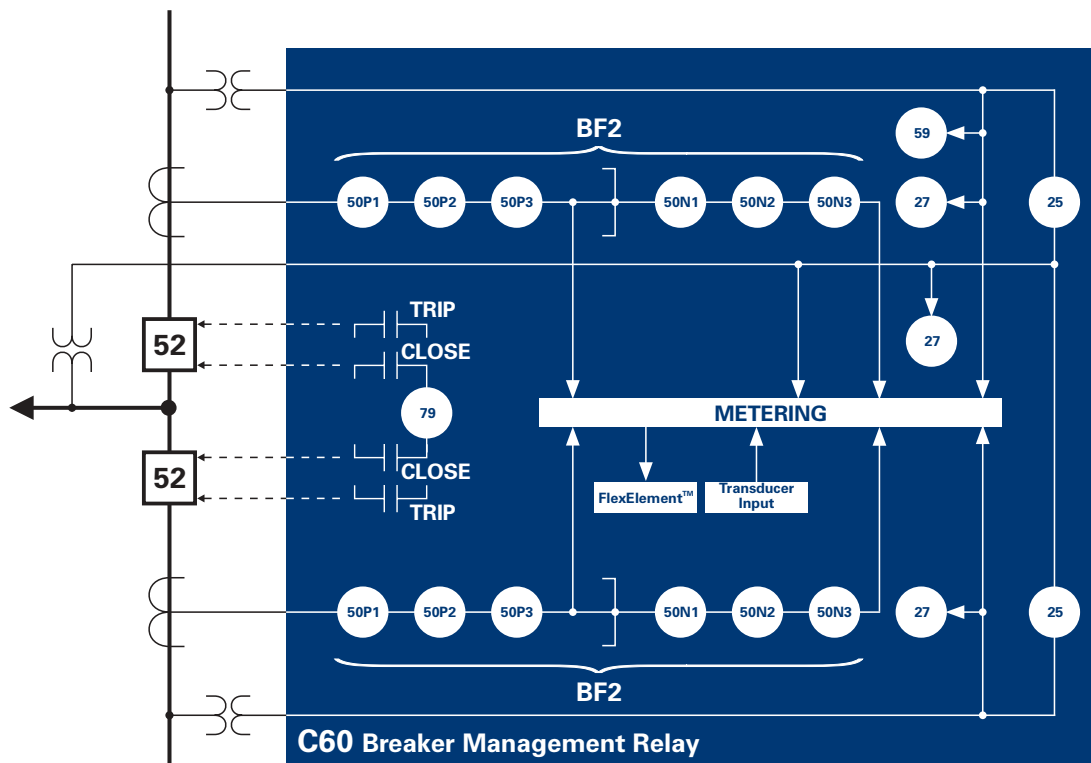 BF2
59
50P1 50P2 50P3 50N1 50N2 50N3 27 25
TRIP
52
27
CLOSE
79
METERING
52
CLOSE
FlexElement™
Transducer
Input
TRIP
50P1 50P2 50P3 50N1 50N2 50N3 27 25
BF2
C60 Breaker Management Relay